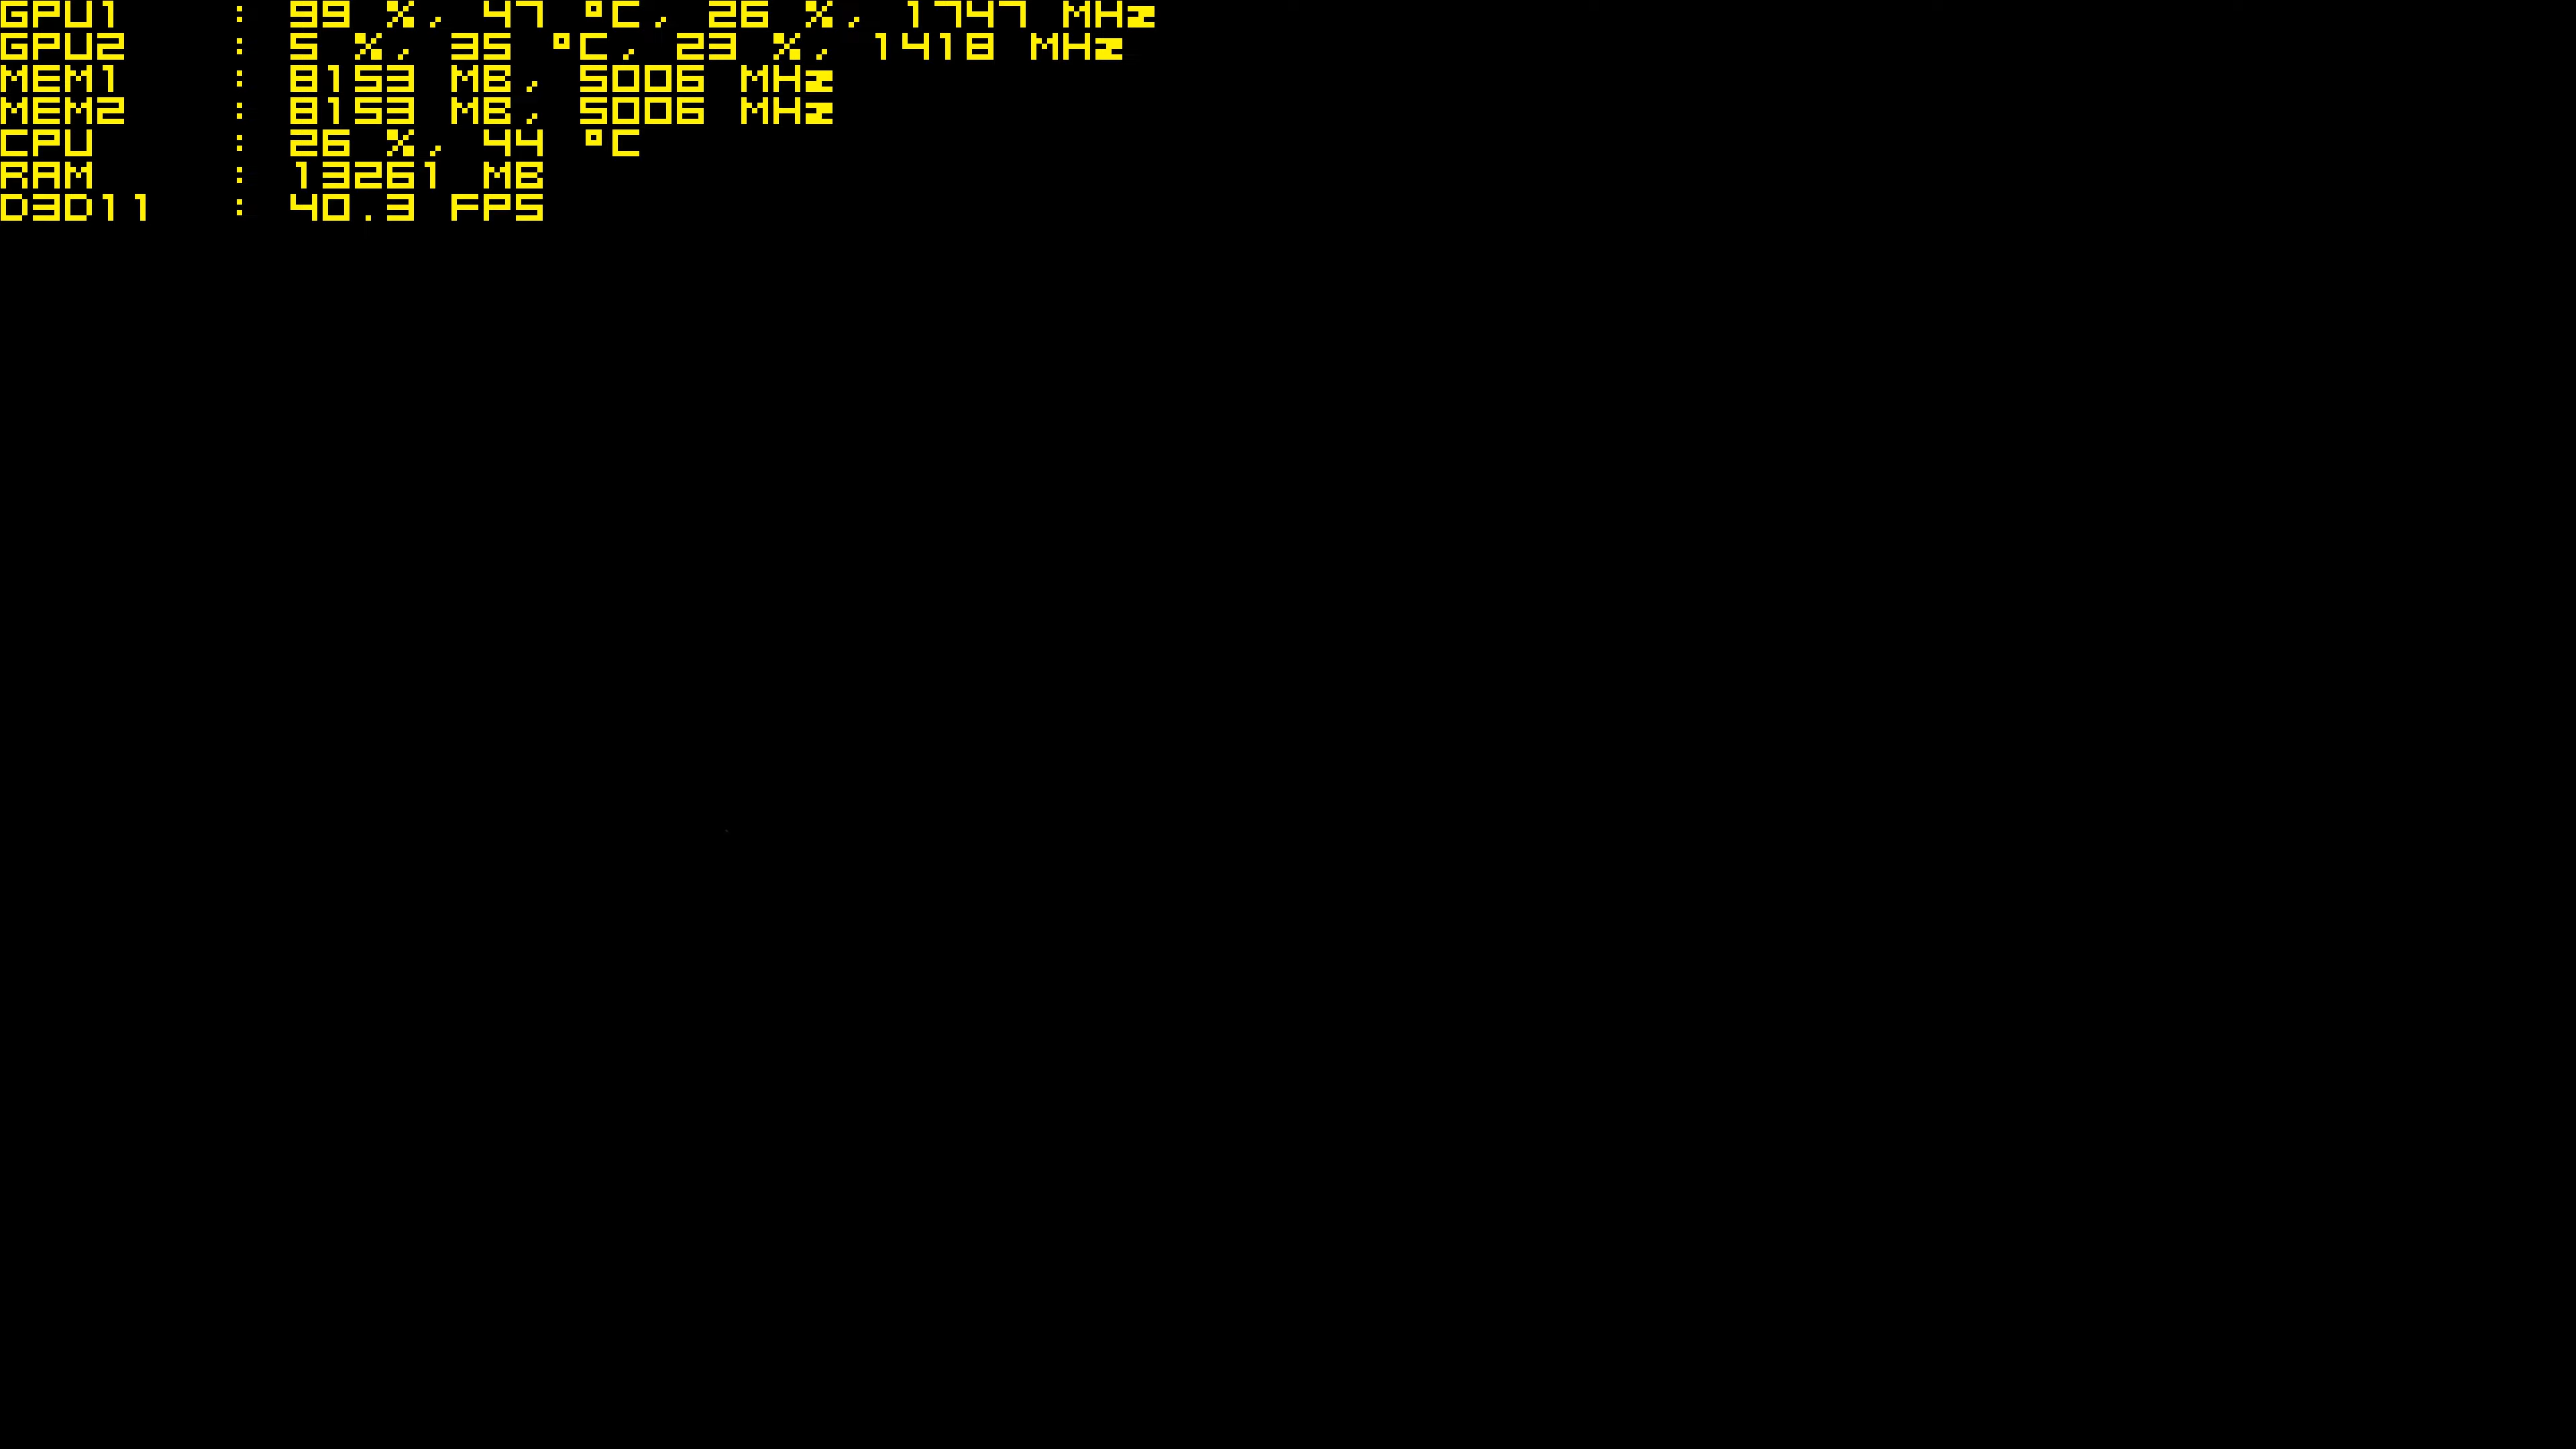 GPU1 : 99 %, 47 °C, 26 %, 1747 MHz
GPU2 : 5 %, 35 °C, 23 %, 1418 MHz
MEM1 : 8153 MB, 5006 MHz
MEM2 : 8153 MB, 5006 MHz
CPU : 26 %, 44 °C
RAM : 13261 MB
D3D11 : 40.3 FPS